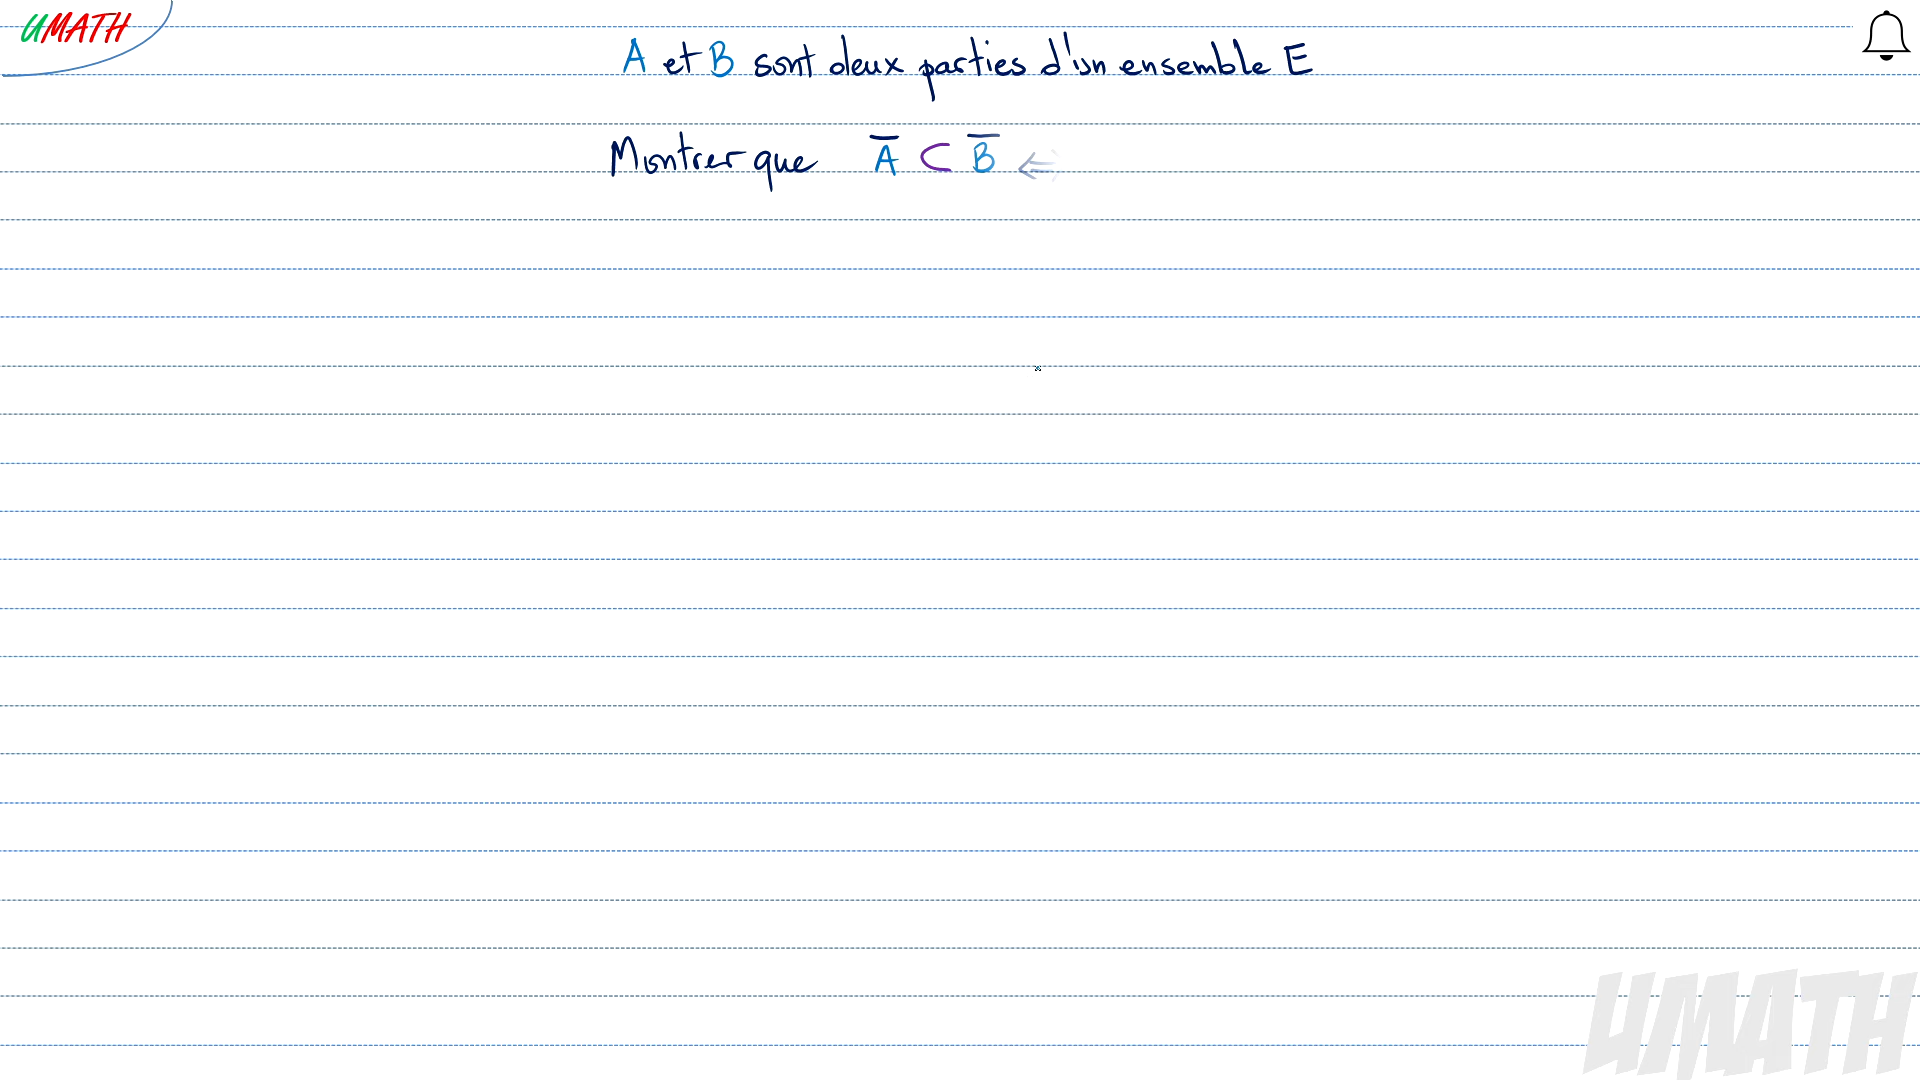 UMATH
A et B sont deux parties d'un ensemble E
Montrer que A̅ ⊂ B̅ ⇐
UMATH